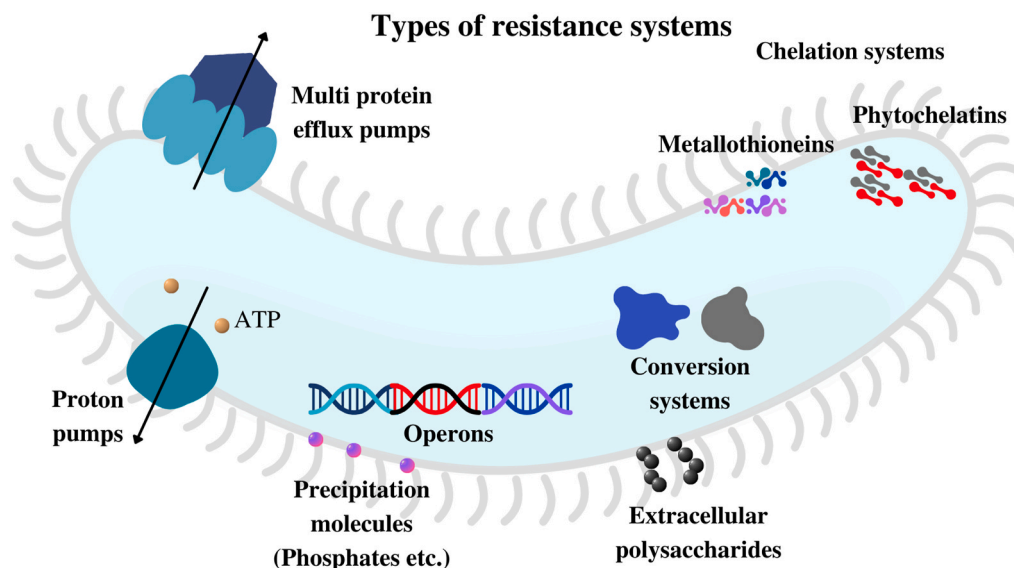 Types of resistance systems
Chelation systems
Multi protein
efflux pumps
Phytochelatins
Metallothioneins
ATP
Proton
pumps
Conversion
systems
Operons
Precipitation
molecules
(Phosphates etc.)
Extracellular
polysaccharides